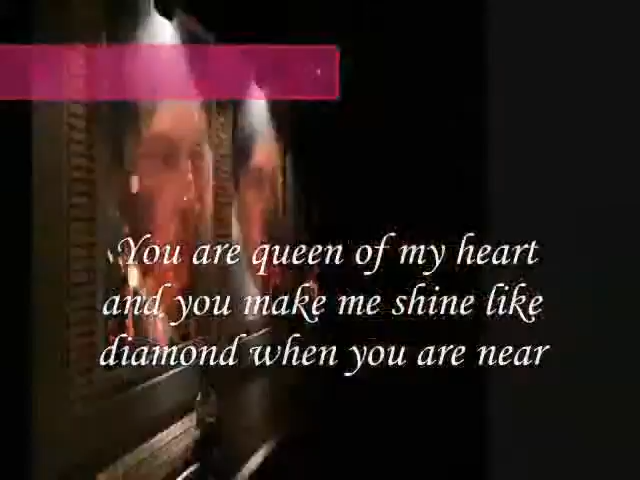 You are queen of my heart
and you make me shine like
diamond when you are near